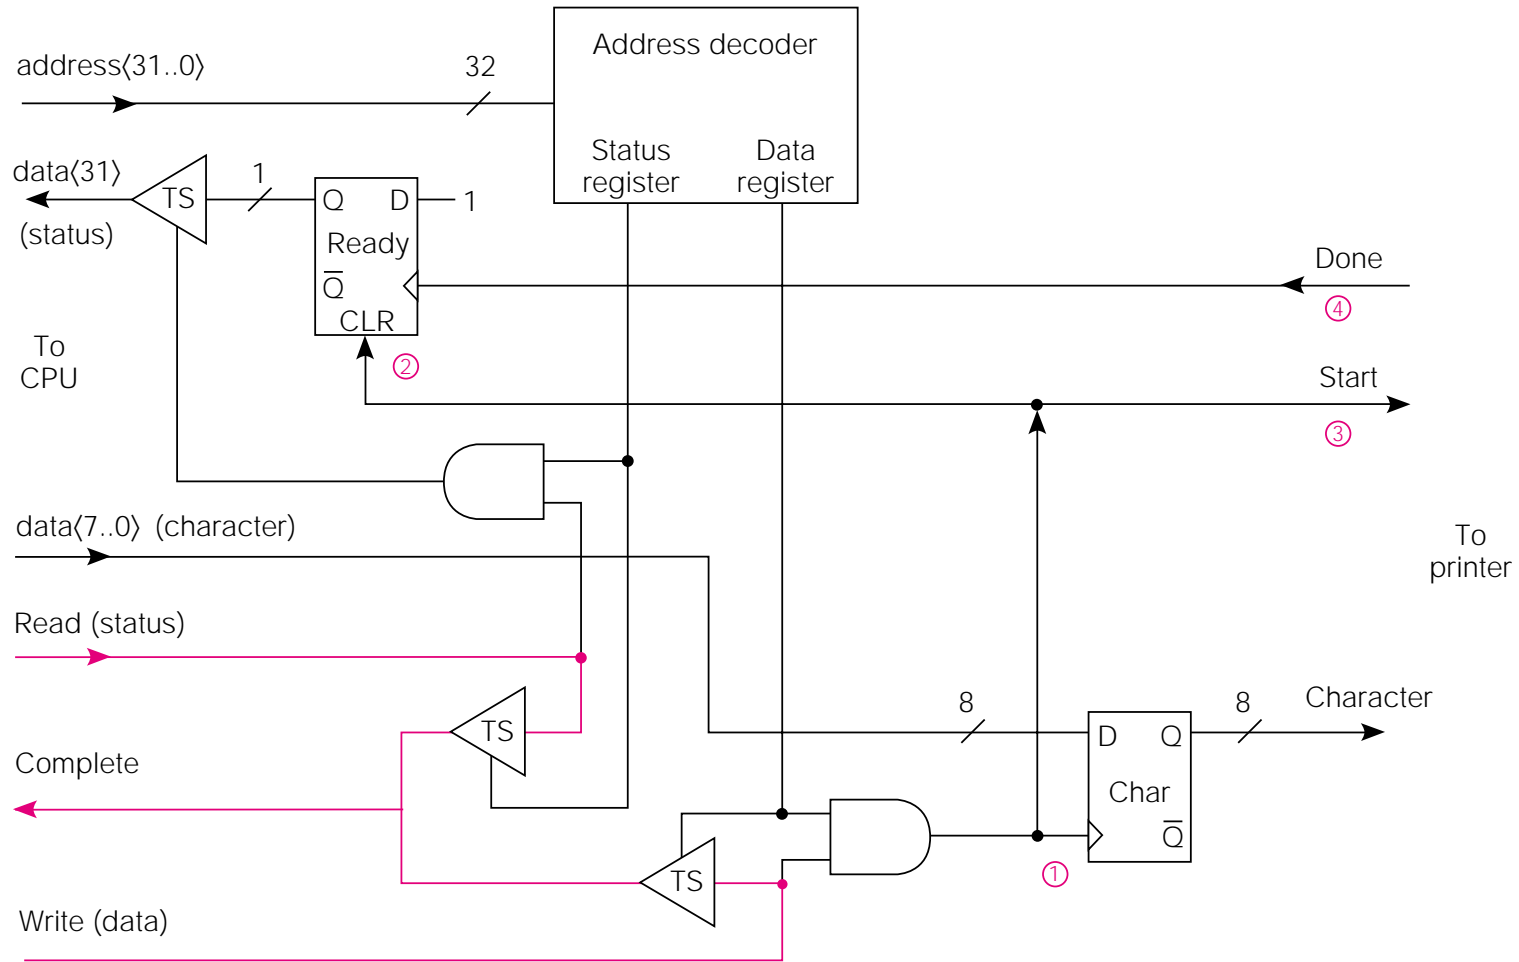 Address decoder
address⟨31..0⟩
32
Status
register
Data
register
data⟨31⟩
(status)
TS
1
Q D
1
Ready
Q̅
CLR
Done
④
To
CPU
②
Start
③
data⟨7..0⟩ (character)
To
printer
Read (status)
TS
8
8
Character
D Q
Char
Q̅
Complete
TS
①
Write (data)